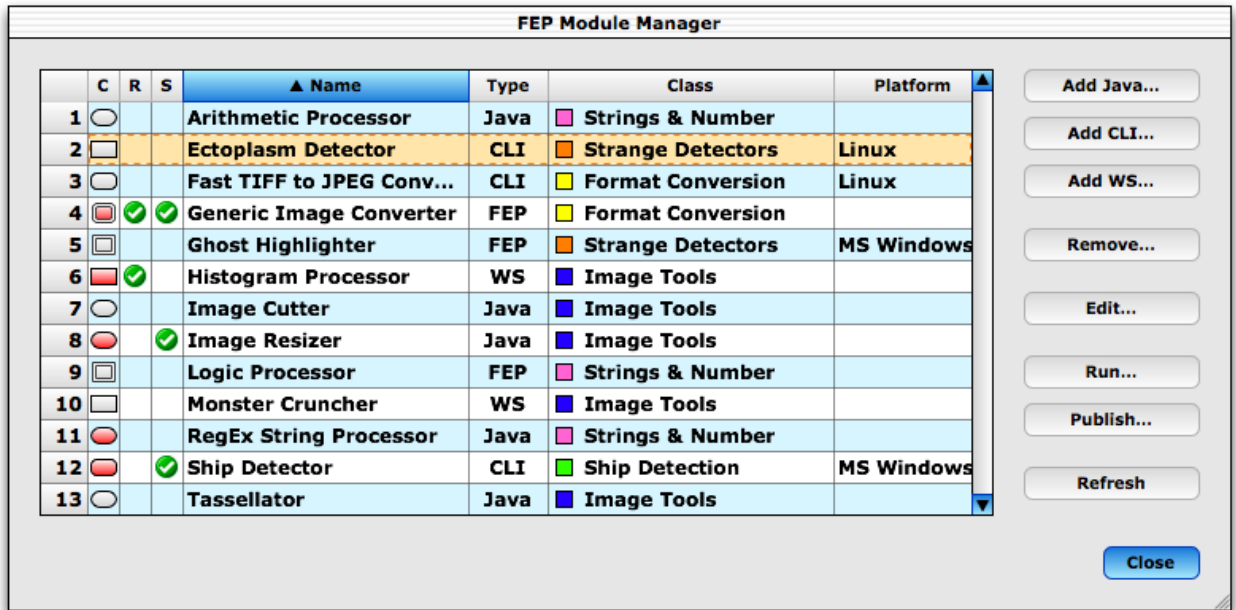 FEP Module Manager
C R S ▲ Name Type Class Platform
1 Arithmetic Processor Java Strings & Number
2 Ectoplasm Detector CLI Strange Detectors Linux
3 Fast TIFF to JPEG Conv... CLI Format Conversion Linux
4 Generic Image Converter FEP Format Conversion
5 Ghost Highlighter FEP Strange Detectors MS Windows
6 Histogram Processor WS Image Tools
7 Image Cutter Java Image Tools
8 Image Resizer Java Image Tools
9 Logic Processor FEP Strings & Number
10 Monster Cruncher WS Image Tools
11 RegEx String Processor Java Strings & Number
12 Ship Detector CLI Ship Detection MS Windows
13 Tassellator Java Image Tools
Add Java...
Add CLI...
Add WS...
Remove...
Edit...
Run...
Publish...
Refresh
Close